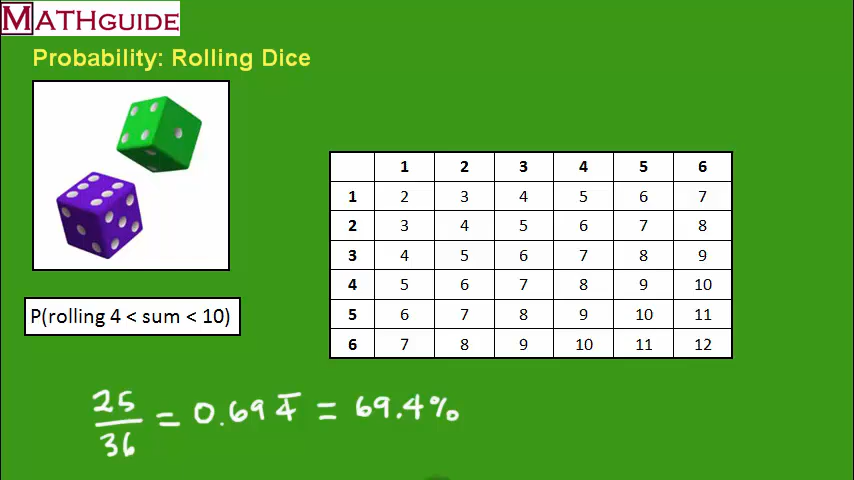 MATHGUIDE
Probability: Rolling Dice
1 2 3 4 5 6
1 2 3 4 5 6 7
2 3 4 5 6 7 8
3 4 5 6 7 8 9
4 5 6 7 8 9 10
5 6 7 8 9 10 11
6 7 8 9 10 11 12
P(rolling 4 < sum < 10)
25/36 = 0.694̅ = 69.4%